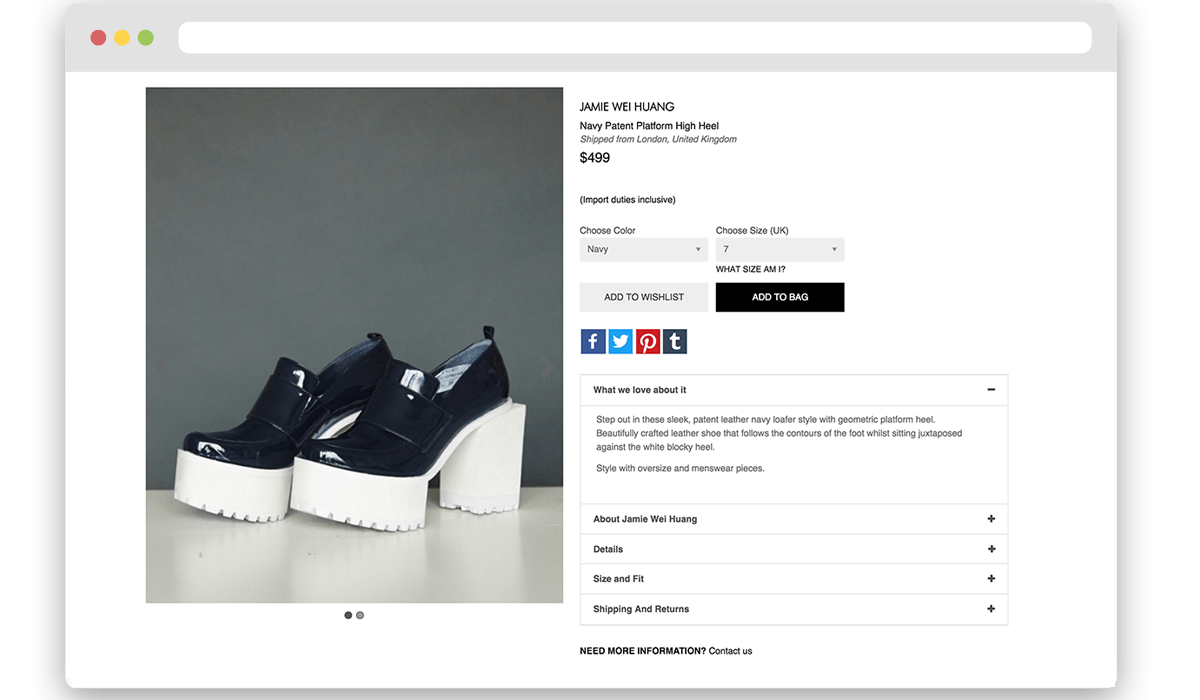 JAMIE WEI HUANG
Navy Patent Platform High Heel
Shipped from London, United Kingdom
$499
(Import duties inclusive)
Choose Color
Choose Size (UK)
Navy
7
WHAT SIZE AM I?
ADD TO WISHLIST
ADD TO BAG
What we love about it
Step out in these sleek, patent leather navy loafer style with geometric platform heel.
Beautifully crafted leather shoe that follows the contours of the foot whilst sitting juxtaposed
against the white blocky heel.
Style with oversize and menswear pieces.
About Jamie Wei Huang
Details
Size and Fit
Shipping And Returns
NEED MORE INFORMATION? Contact us